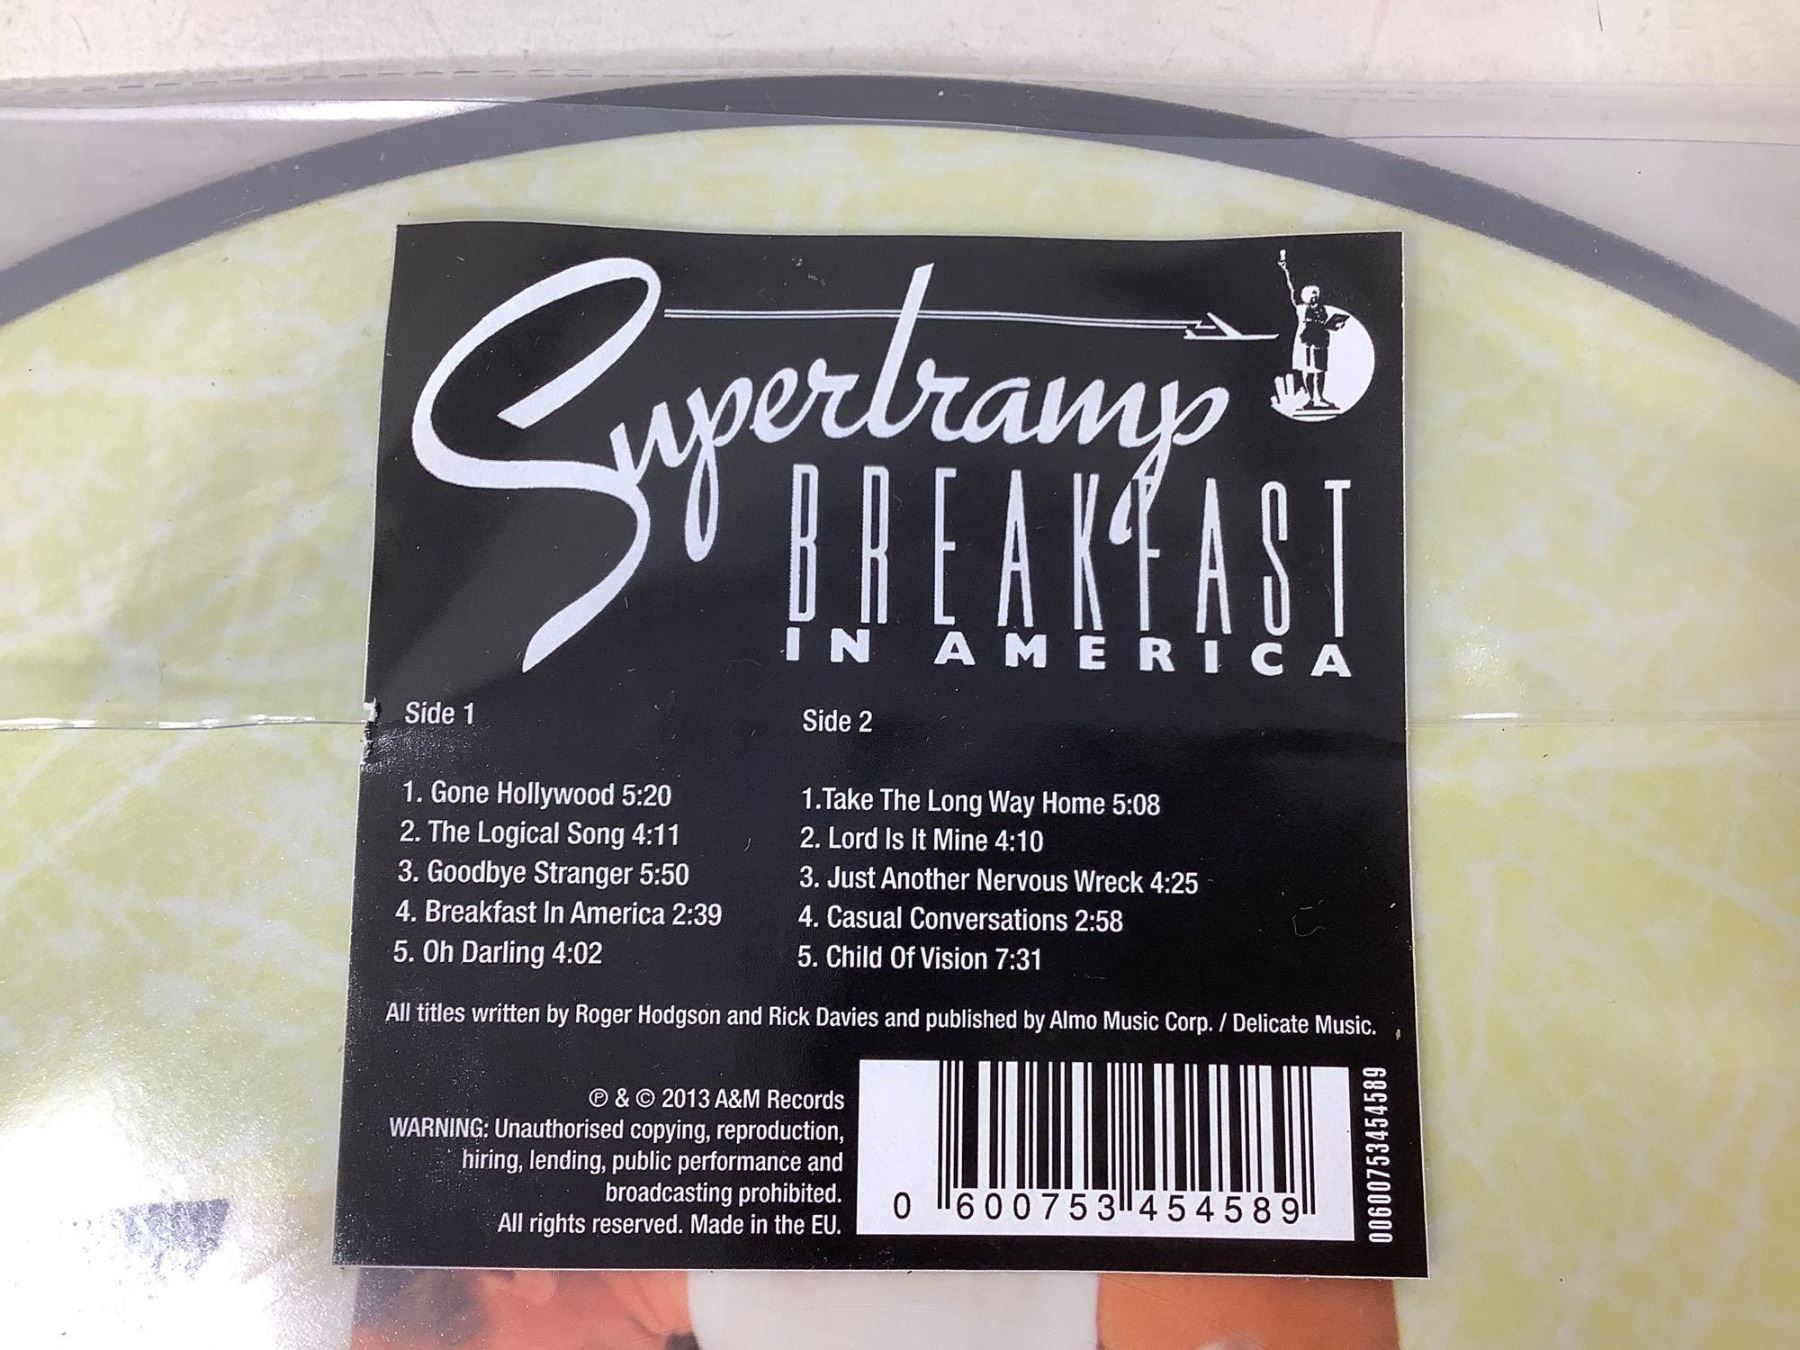 Supertramp
BREAKFAST
IN AMERICA
Side 1
1. Gone Hollywood 5:20
2. The Logical Song 4:11
3. Goodbye Stranger 5:50
4. Breakfast In America 2:39
5. Oh Darling 4:02
Side 2
1.Take The Long Way Home 5:08
2. Lord Is It Mine 4:10
3. Just Another Nervous Wreck 4:25
4. Casual Conversations 2:58
5. Child Of Vision 7:31
All titles written by Roger Hodgson and Rick Davies and published by Almo Music Corp. / Delicate Music.
℗ & © 2013 A&M Records
WARNING: Unauthorised copying, reproduction,
hiring, lending, public performance and
broadcasting prohibited.
All rights reserved. Made in the EU.
0 600753 454589
00600753454589